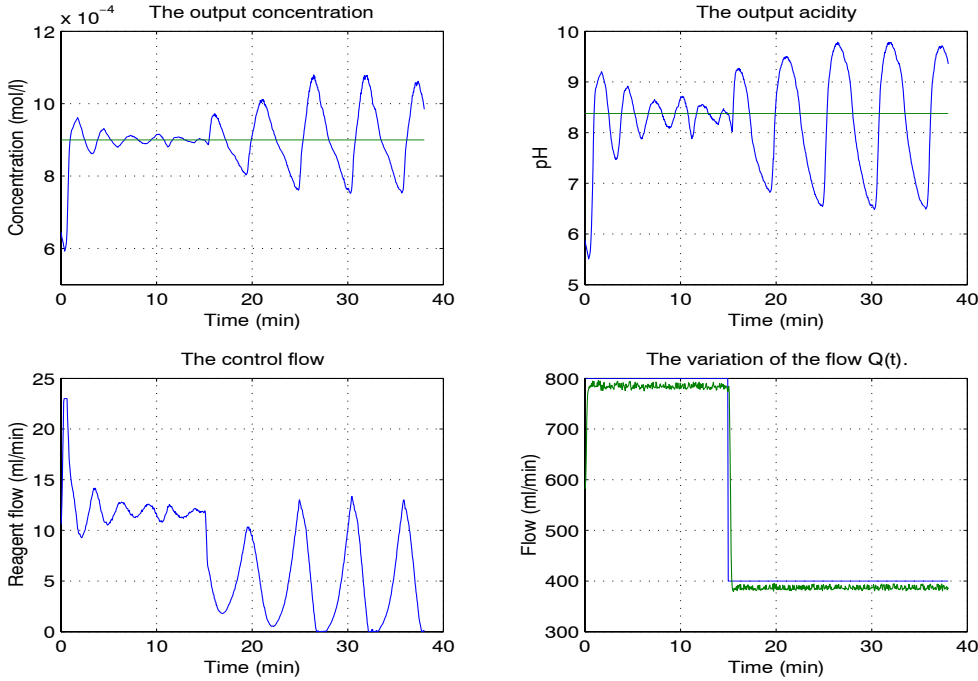 The output concentration
x 10⁻⁴
12
10
8
6
Concentration (mol/l)
0 10 20 30 40
Time (min)
The output acidity
10
9
8
7
6
5
pH
0 10 20 30 40
Time (min)
The control flow
25
20
15
10
5
0
Reagent flow (ml/min)
0 10 20 30 40
Time (min)
The variation of the flow Q(t).
800
700
600
500
400
300
Flow (ml/min)
0 10 20 30 40
Time (min)